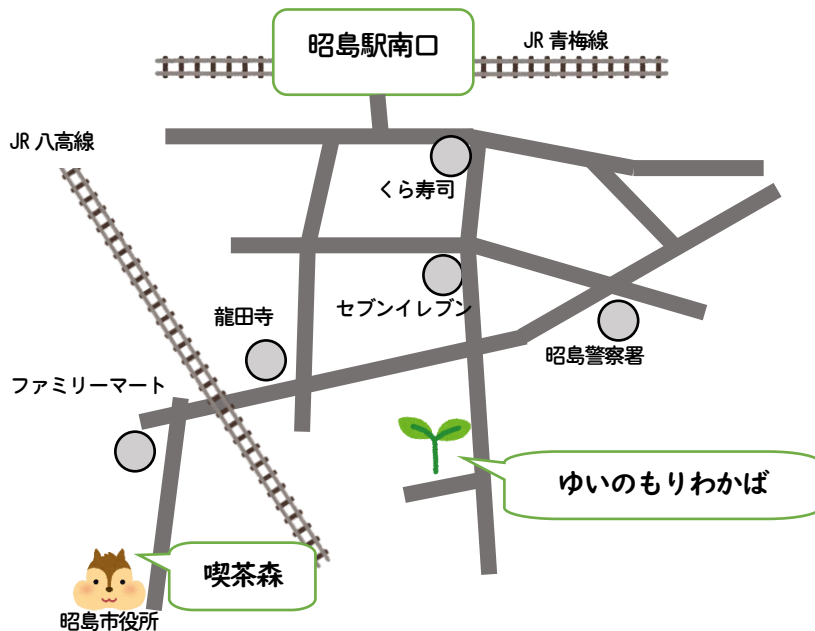 昭島駅南口
JR 青梅線
JR 八高線
くら寿司
セブンイレブン
龍田寺
昭島警察署
ファミリーマート
ゆいのもりわかば
喫茶森
昭島市役所